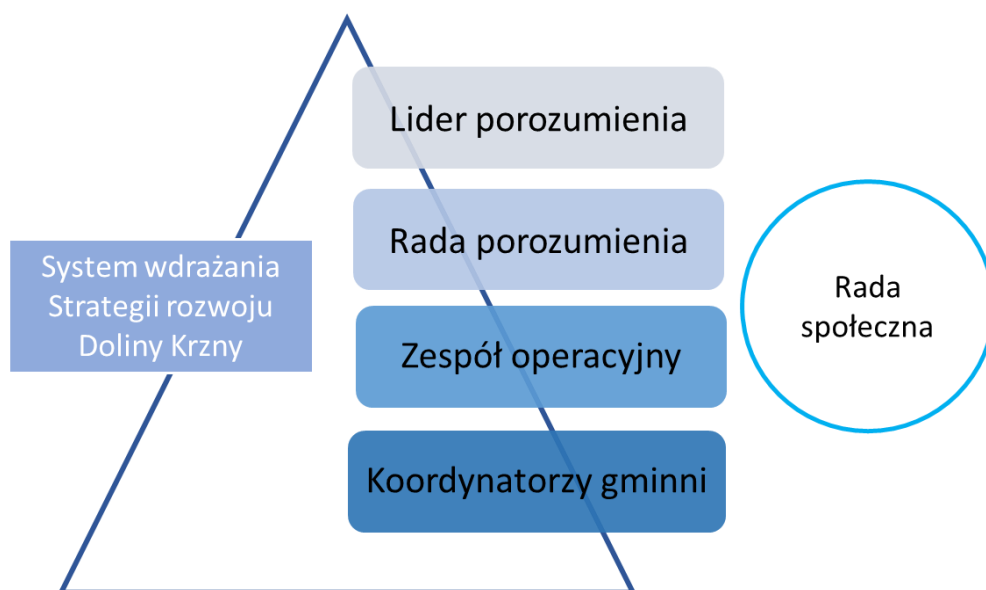 Lider porozumienia
Rada porozumienia
System wdrażania
Strategii rozwoju
Doliny Krzny
Zespół operacyjny
Koordynatorzy gminni
Rada
społeczna